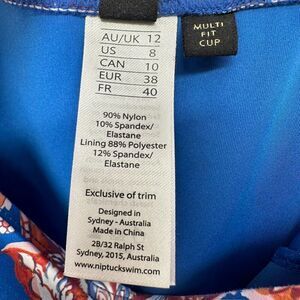 AU/UK 12
US 8
CAN 10
EUR 38
FR 40
MULTI
FIT
CUP
90% Nylon
10% Spandex/
Elastane
Lining 88% Polyester
12% Spandex/
Elastane
Exclusive of trim
Designed in
Sydney - Australia
Made in China
2B/32 Ralph St
Sydney, 2015, Australia
www.niptuckswim.com